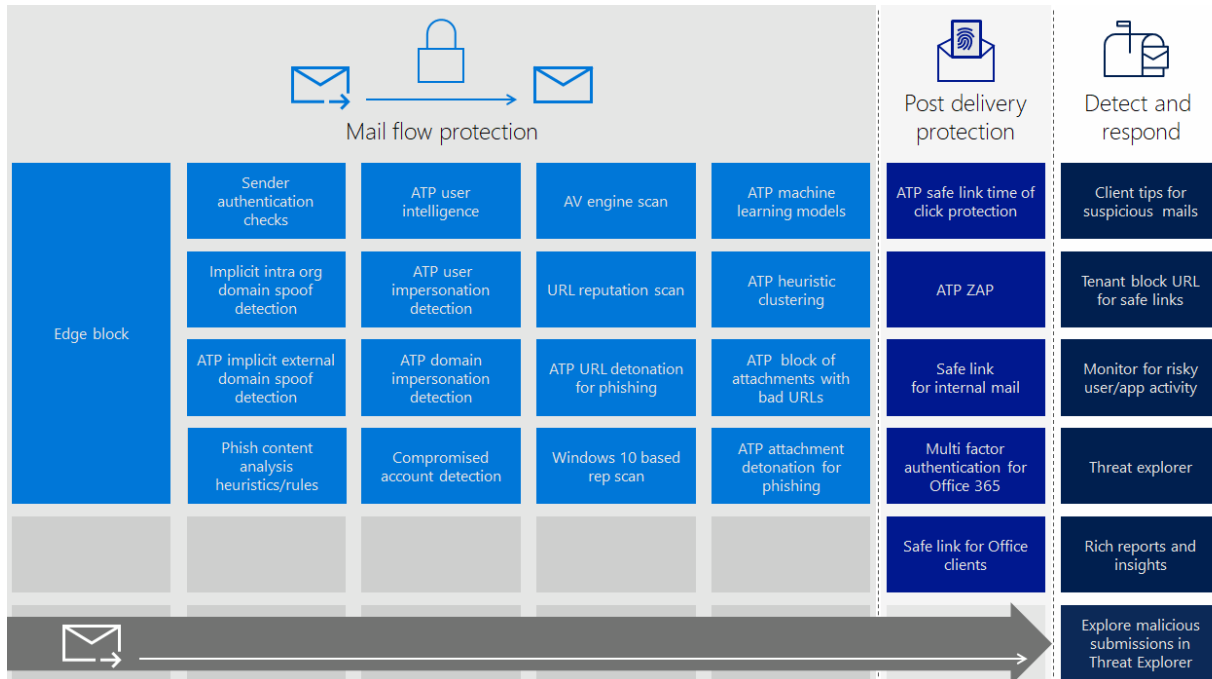 Mail flow protection
Post delivery
protection
Detect and
respond
Edge block
Sender
authentication
checks
Implicit intra org
domain spoof
detection
ATP implicit external
domain spoof
detection
Phish content
analysis
heuristics/rules
ATP user
intelligence
ATP user
impersonation
detection
ATP domain
impersonation
detection
Compromised
account detection
AV engine scan
URL reputation scan
ATP URL detonation
for phishing
Windows 10 based
rep scan
ATP machine
learning models
ATP heuristic
clustering
ATP block of
attachments with
bad URLs
ATP attachment
detonation for
phishing
ATP safe link time of
click protection
ATP ZAP
Safe link
for internal mail
Multi factor
authentication for
Office 365
Safe link for Office
clients
Client tips for
suspicious mails
Tenant block URL
for safe links
Monitor for risky
user/app activity
Threat explorer
Rich reports and
insights
Explore malicious
submissions in
Threat Explorer